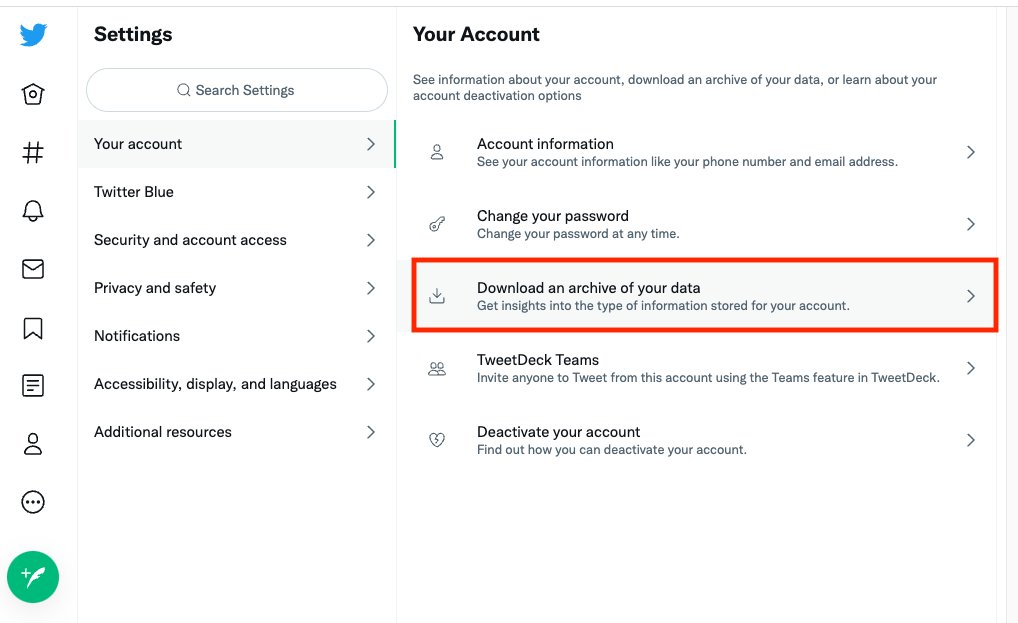 Settings
Search Settings
Your account
Twitter Blue
Security and account access
Privacy and safety
Notifications
Accessibility, display, and languages
Additional resources
Your Account
See information about your account, download an archive of your data, or learn about your
account deactivation options
Account information
See your account information like your phone number and email address.
Change your password
Change your password at any time.
Download an archive of your data
Get insights into the type of information stored for your account.
TweetDeck Teams
Invite anyone to Tweet from this account using the Teams feature in TweetDeck.
Deactivate your account
Find out how you can deactivate your account.